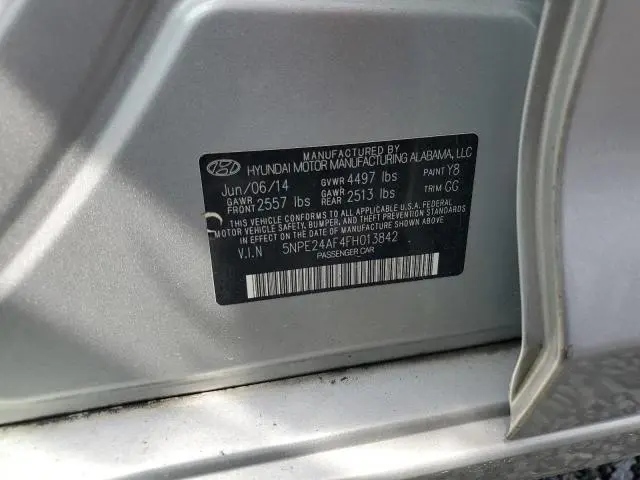 MANUFACTURED BY
HYUNDAI MOTOR MANUFACTURING ALABAMA, LLC
Jun/06/14 GVWR 4497 lbs PAINT Y8
GAWR FRONT 2557 lbs GAWR REAR 2513 lbs TRIM GG
THIS VEHICLE CONFORMS TO ALL APPLICABLE U.S.A. FEDERAL
MOTOR VEHICLE SAFETY, BUMPER, AND THEFT PREVENTION
STANDARDS IN EFFECT ON THE DATE OF MANUFACTURE SHOWN ABOVE.
V.I.N 5NPE24AF4FH013842
PASSENGER CAR